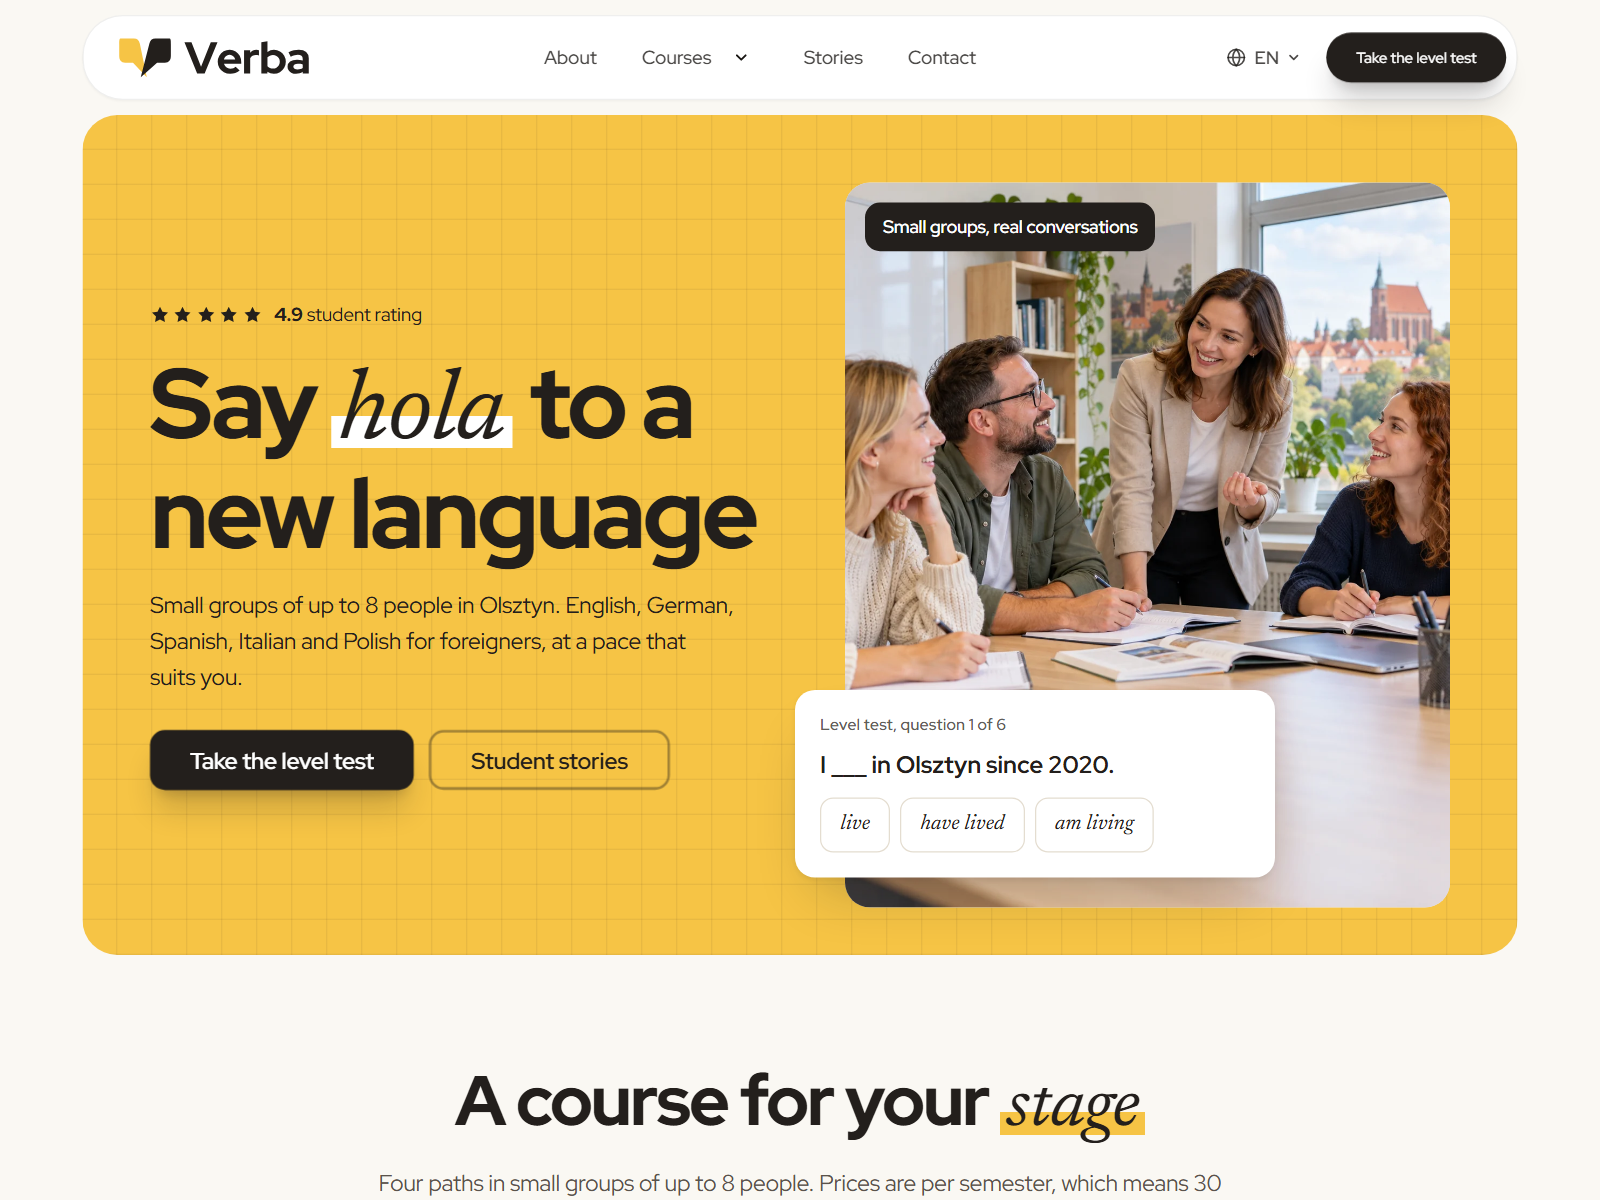 Verba
About
Courses
Stories
Contact
EN
Take the level test
4.9 student rating
Say hola to a
new language
Small groups of up to 8 people in Olsztyn. English, German,
Spanish, Italian and Polish for foreigners, at a pace that
suits you.
Take the level test
Student stories
Small groups, real conversations
Level test, question 1 of 6
I ___ in Olsztyn since 2020.
live
have lived
am living
A course for your stage
Four paths in small groups of up to 8 people. Prices are per semester, which means 30